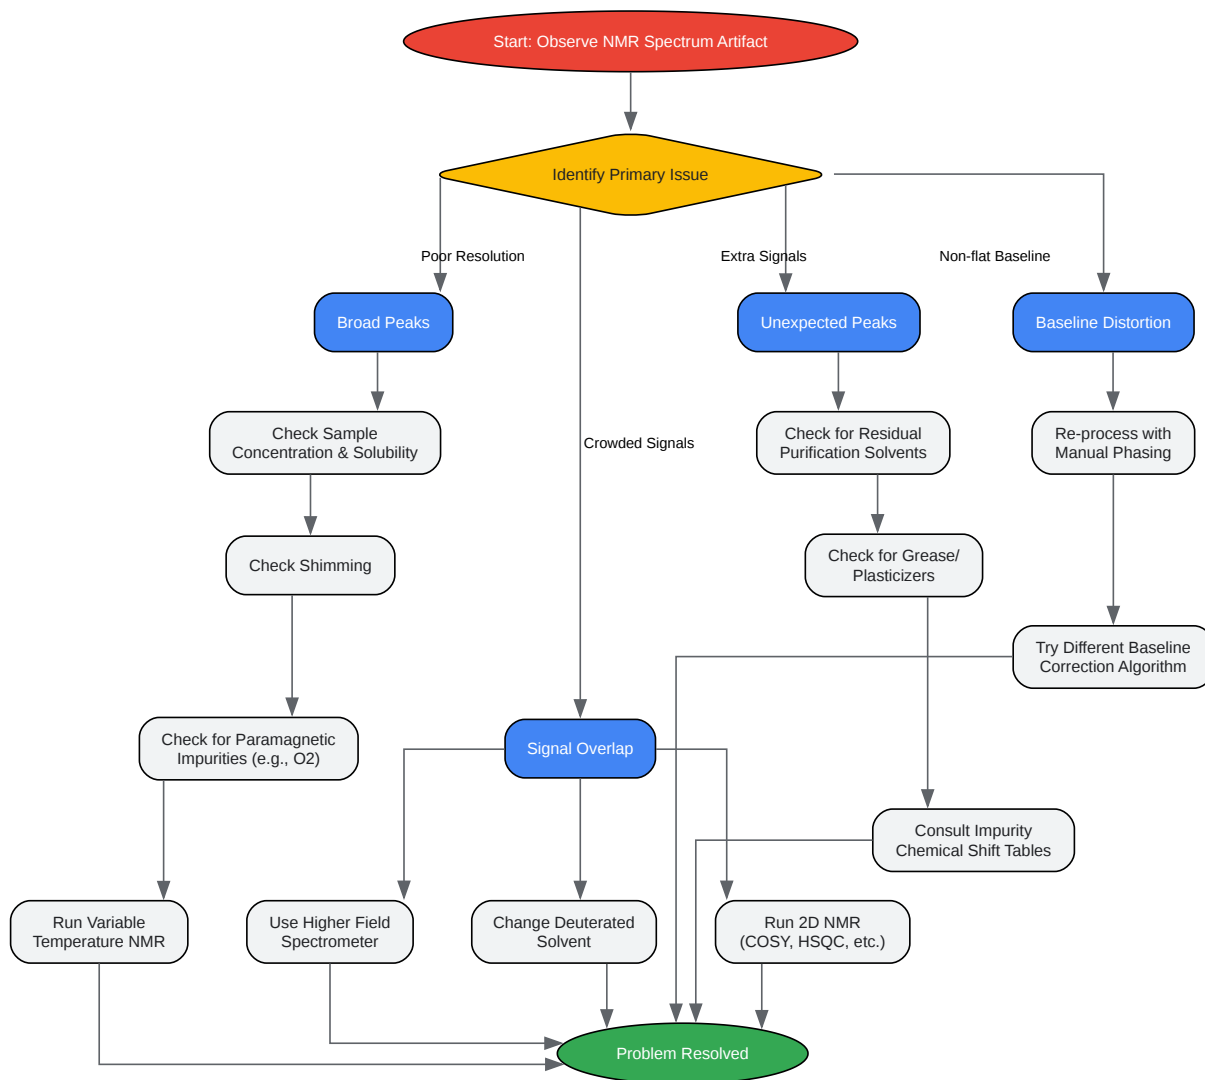 Start: Observe NMR Spectrum Artifact
Identify Primary Issue
Poor Resolution
Extra Signals
Non-flat Baseline
Broad Peaks
Unexpected Peaks
Baseline Distortion
Check Sample
Concentration & Solubility
Crowded Signals
Check for Residual
Purification Solvents
Re-process with
Manual Phasing
Check Shimming
Check for Grease/
Plasticizers
Try Different Baseline
Correction Algorithm
Check for Paramagnetic
Impurities (e.g., O2)
Signal Overlap
Consult Impurity
Chemical Shift Tables
Run Variable
Temperature NMR
Use Higher Field
Spectrometer
Change Deuterated
Solvent
Run 2D NMR
(COSY, HSQC, etc.)
Problem Resolved